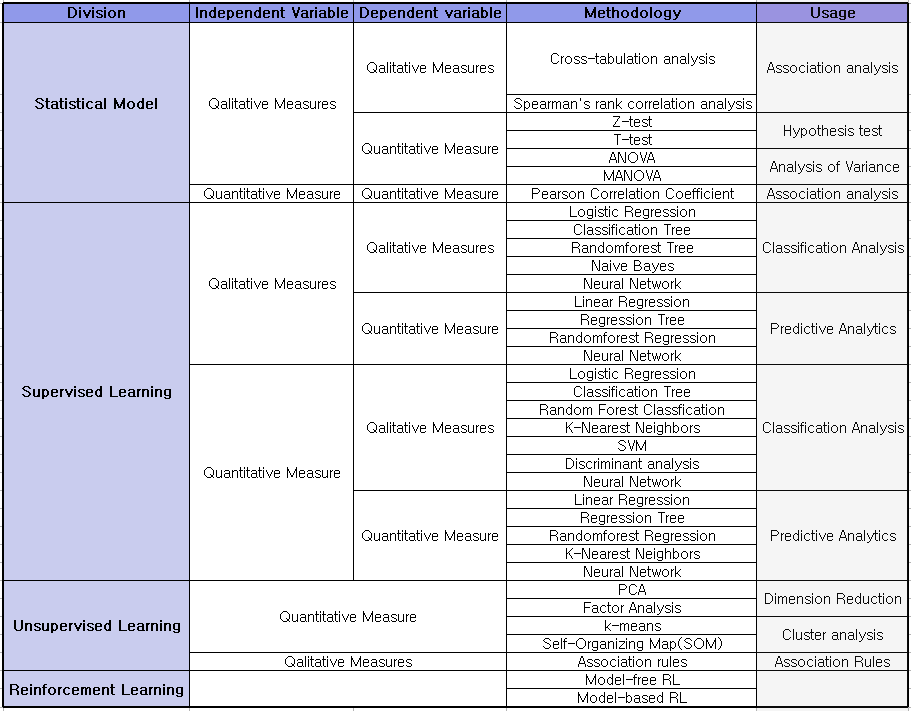 Division Independent Variable Dependent variable Methodology Usage
Statistical Model Qalitative Measures Qalitative Measures Cross-tabulation analysis Association analysis
Spearman's rank correlation analysis
Quantitative Measure Z-test Hypothesis test
T-test
ANOVA Analysis of Variance
MANOVA
Quantitative Measure Quantitative Measure Pearson Correlation Coefficient Association analysis
Supervised Learning Qalitative Measures Qalitative Measures Logistic Regression Classification Analysis
Classification Tree
Randomforest Tree
Naive Bayes
Neural Network
Quantitative Measure Linear Regression Predictive Analytics
Regression Tree
Randomforest Regression
Neural Network
Quantitative Measure Qalitative Measures Logistic Regression Classification Analysis
Classification Tree
Random Forest Classfication
K-Nearest Neighbors
SVM
Discriminant analysis
Neural Network
Quantitative Measure Linear Regression Predictive Analytics
Regression Tree
Randomforest Regression
K-Nearest Neighbors
Neural Network
Unsupervised Learning Quantitative Measure PCA Dimension Reduction
Factor Analysis
k-means Cluster analysis
Self-Organizing Map(SOM)
Qalitative Measures Association rules Association Rules
Reinforcement Learning Model-free RL
Model-based RL